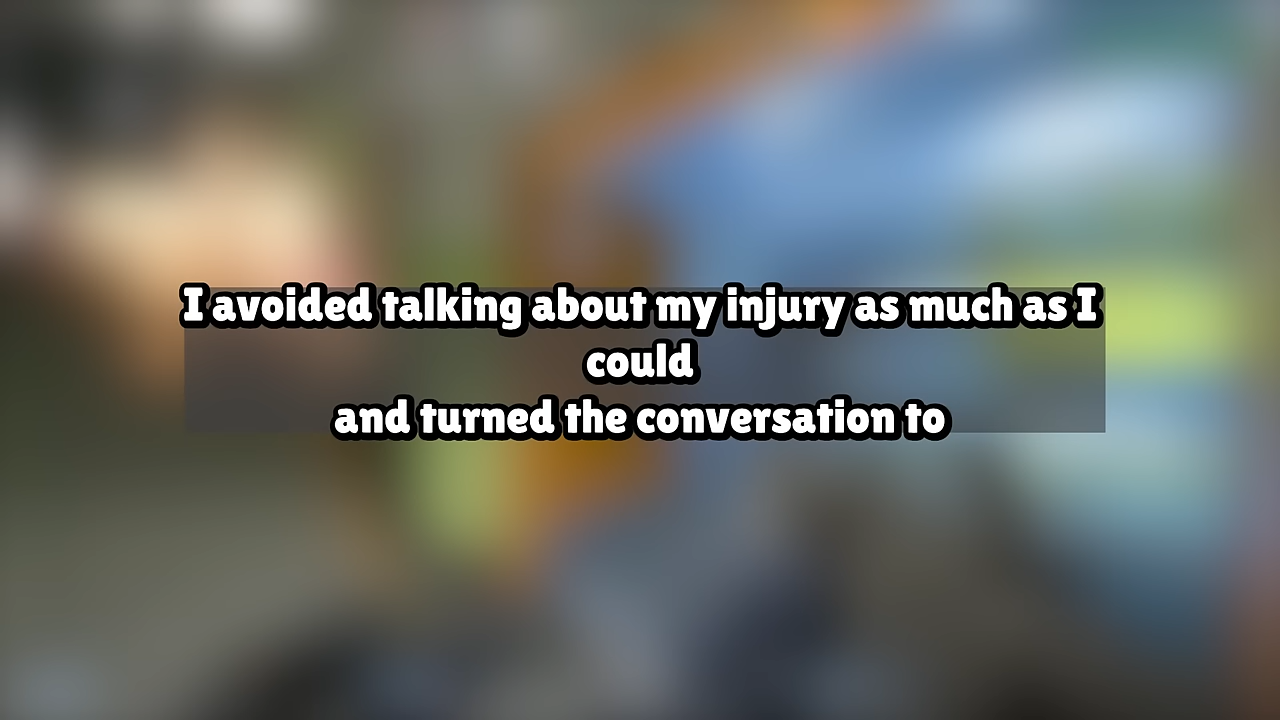 I avoided talking about my injury as much as I
could
and turned the conversation to